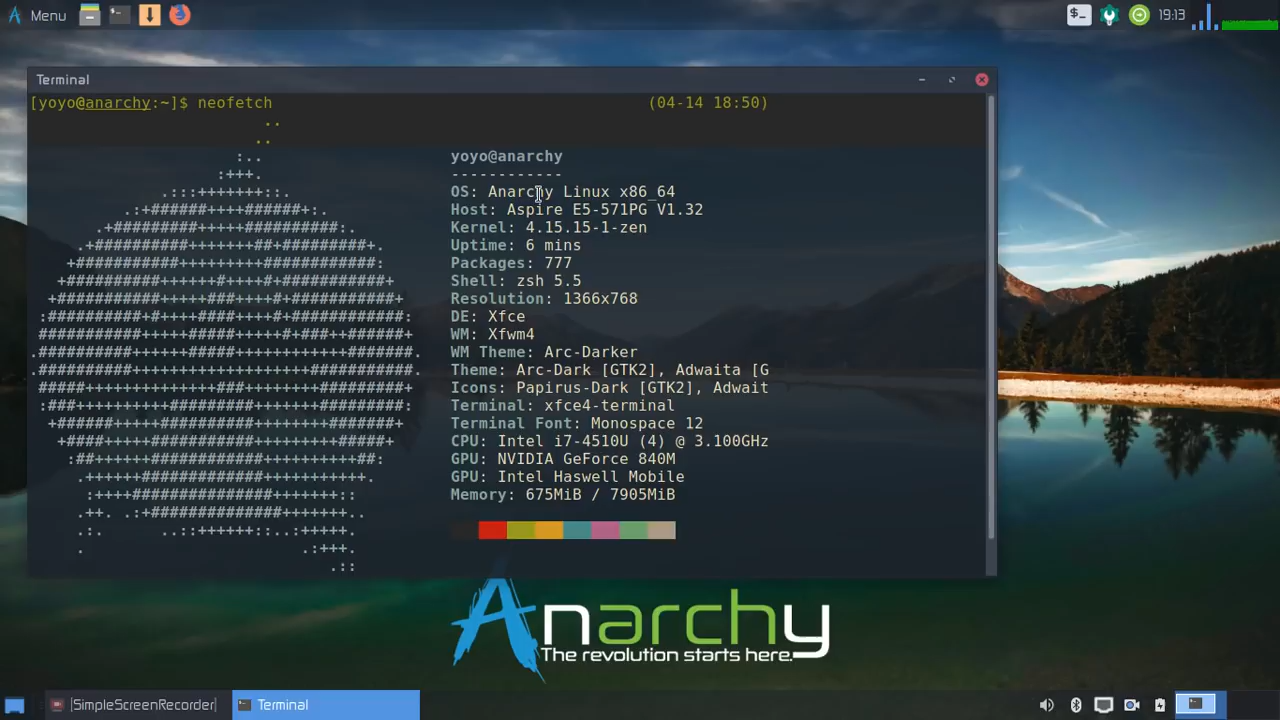 Menu
19:13
Terminal
[yoyo@anarchy:~]$ neofetch (04-14 18:50)
yoyo@anarchy
------------
OS: Anarchy Linux x86_64
Host: Aspire E5-571PG V1.32
Kernel: 4.15.15-1-zen
Uptime: 6 mins
Packages: 777
Shell: zsh 5.5
Resolution: 1366x768
DE: Xfce
WM: Xfwm4
WM Theme: Arc-Darker
Theme: Arc-Dark [GTK2], Adwaita [G
Icons: Papirus-Dark [GTK2], Adwait
Terminal: xfce4-terminal
Terminal Font: Monospace 12
CPU: Intel i7-4510U (4) @ 3.100GHz
GPU: NVIDIA GeForce 840M
GPU: Intel Haswell Mobile
Memory: 675MiB / 7905MiB
Anarchy
The revolution starts here.
[SimpleScreenRecorder]
Terminal